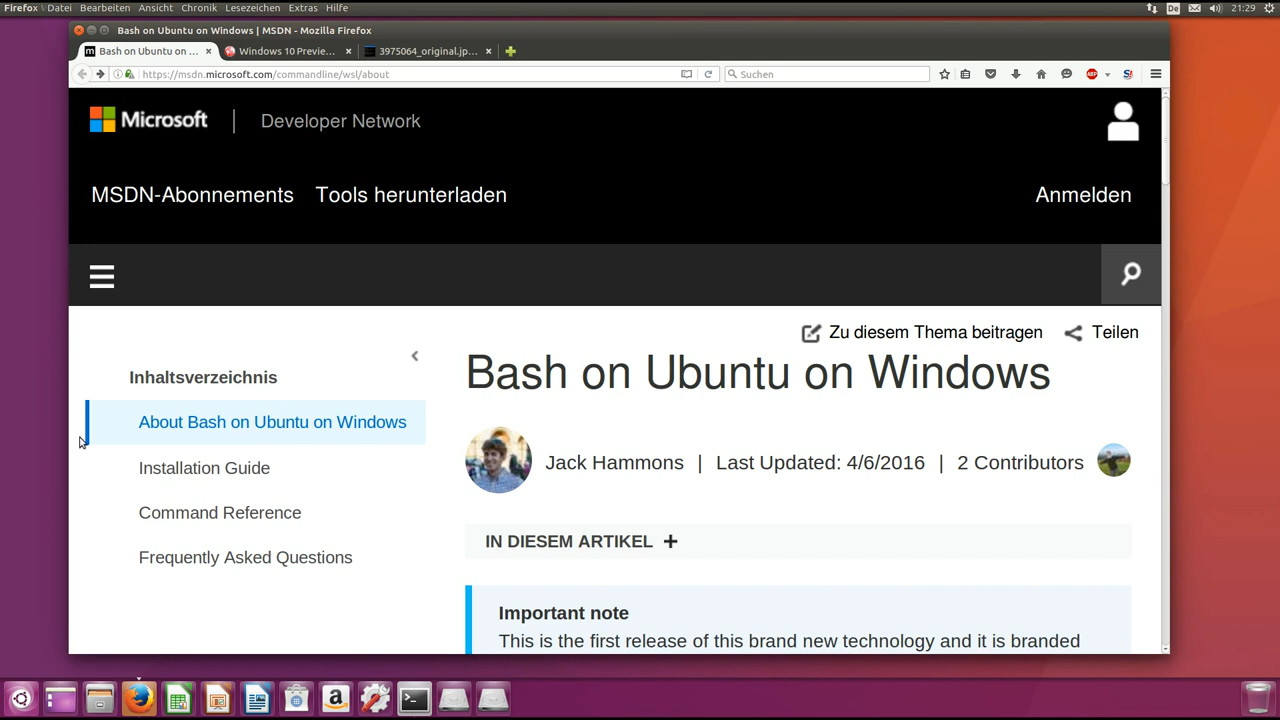 Firefox Datei Bearbeiten Ansicht Chronik Lesezeichen Extras Hilfe De 21:29
Bash on Ubuntu on Windows | MSDN - Mozilla Firefox
Bash on Ubuntu on ... Windows 10 Previe... 3975064_original.jp...
https://msdn.microsoft.com/commandline/wsl/about Suchen ABP
Microsoft | Developer Network
MSDN-Abonnements Tools herunterladen Anmelden
Zu diesem Thema beitragen Teilen
Inhaltsverzeichnis
About Bash on Ubuntu on Windows
Installation Guide
Command Reference
Frequently Asked Questions
Bash on Ubuntu on Windows
Jack Hammons | Last Updated: 4/6/2016 | 2 Contributors
IN DIESEM ARTIKEL +
Important note
This is the first release of this brand new technology and it is branded